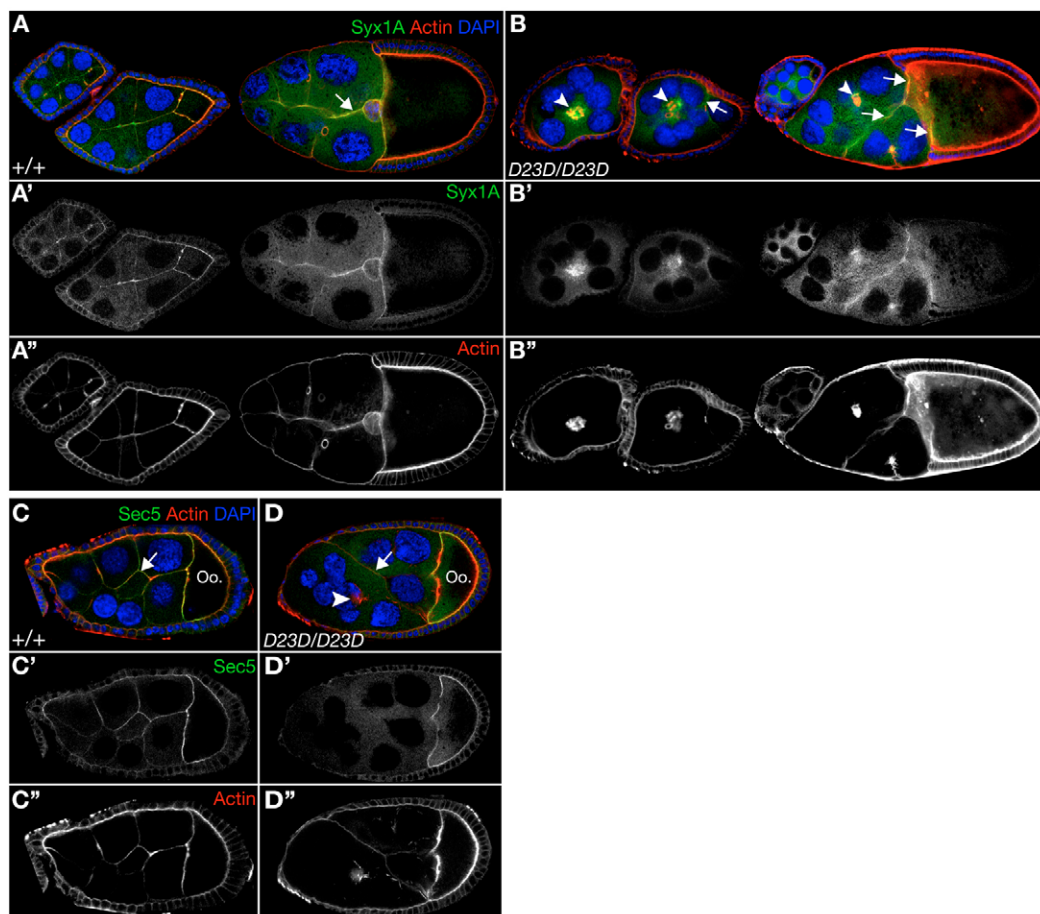 A Syx1A Actin DAPI
+/+
B
D23D/D23D
A' Syx1A
B'
A" Actin
B"
C Sec5 Actin DAPI
Oo.
+/+
D
Oo.
D23D/D23D
C' Sec5
D'
C" Actin
D"